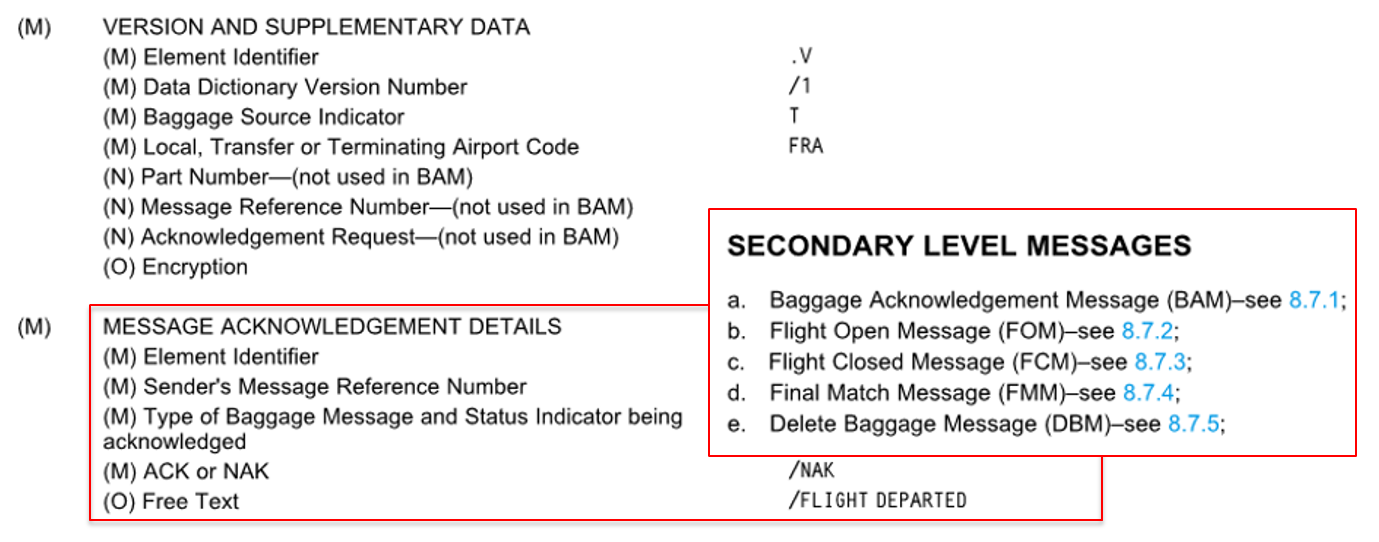 (M) VERSION AND SUPPLEMENTARY DATA
(M) Element Identifier .V
(M) Data Dictionary Version Number /1
(M) Baggage Source Indicator T
(M) Local, Transfer or Terminating Airport Code FRA
(N) Part Number—(not used in BAM)
(N) Message Reference Number—(not used in BAM)
(N) Acknowledgement Request—(not used in BAM)
(O) Encryption
(M) MESSAGE ACKNOWLEDGEMENT DETAILS
(M) Element Identifier
(M) Sender's Message Reference Number
(M) Type of Baggage Message and Status Indicator being
acknowledged
(M) ACK or NAK /NAK
(O) Free Text /FLIGHT DEPARTED
SECONDARY LEVEL MESSAGES
a. Baggage Acknowledgement Message (BAM)–see 8.7.1;
b. Flight Open Message (FOM)–see 8.7.2;
c. Flight Closed Message (FCM)–see 8.7.3;
d. Final Match Message (FMM)–see 8.7.4;
e. Delete Baggage Message (DBM)–see 8.7.5;